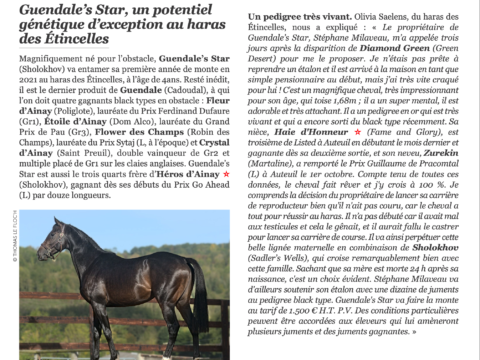 Guendale's Star, un potentiel
génétique d'exception au haras
des Étincelles
Magnifiquement né pour l'obstacle, Guendale's Star
(Sholokhov) va entamer sa première année de monte en
2021 au haras des Étincelles, à l'âge de 4ans. Resté inédit,
il est le dernier produit de Guendale (Cadoudal), à qui
l'on doit quatre gagnants black types en obstacle : Fleur
d'Ainay (Poliglote), lauréate du Prix Ferdinand Dufaure
(Gr1), Étoile d'Ainay (Dom Alco), lauréate du Grand
Prix de Pau (Gr3), Flower des Champs (Robin des
Champs), lauréate du Prix Sytaj (L, à l'époque) et Crystal
d'Ainay (Saint Preuil), double vainqueur de Gr2 et
multiple placé de Gr1 sur les claies anglaises. Guendale's
Star est aussi le trois quarts frère d'Héros d'Ainay
(Sholokhov), gagnant dès ses débuts du Prix Go Ahead
(L) par douze longueurs.
© THOMAS LE FLOCH
Un pedigree très vivant. Olivia Saelens, du haras des
Étincelles, nous a expliqué : « Le propriétaire de
Guendale's Star, Stéphane Milaveau, m'a appelée trois
jours après la disparition de Diamond Green (Green
Desert) pour me le proposer. Je n'étais pas prête à
reprendre un étalon et il est arrivé à la maison en tant que
simple pensionnaire au début, mais j'ai très vite craqué
pour lui ! C'est un magnifique cheval, très impressionnant
pour son âge, qui toise 1,68m ; il a un super mental, il est
adorable et très attachant. Il a un pedigree en or qui est très
vivant et qui a encore sorti du black type récemment. Sa
nièce, Haie d'Honneur (Fame and Glory), est
troisième de Listed à Auteuil en débutant le mois dernier et
gagnante dès sa deuxième sortie, et son neveu, Zurekin
(Martaline), a remporté le Prix Guillaume de Pracomtal
(L) à Auteuil le 1er octobre. Compte tenu de toutes ces
données, le cheval fait rêver et j'y crois à 100 %. Je
comprends la décision du propriétaire de lancer sa carrière
de reproducteur bien qu'il n'ait pas couru, car le cheval a
tout pour réussir au haras. Il n'a pas débuté car il avait mal
aux testicules et cela le gênait, et il aurait fallu le castrer
pour lancer sa carrière de course. Il va ainsi perpétuer cette
belle lignée maternelle en combinaison de Sholokhov
(Sadler's Wells), qui croise remarquablement bien avec
cette famille. Sachant que sa mère est morte 24 h après sa
naissance, c'est un choix évident. Stéphane Milaveau va
d'ailleurs soutenir son étalon avec une dizaine de juments
au pedigree black type. Guendale's Star va faire la monte
au tarif de 1.500 € H.T. P.V. Des conditions particulières
peuvent être accordées aux éleveurs qui lui amèneront
plusieurs juments et des juments gagnantes. »